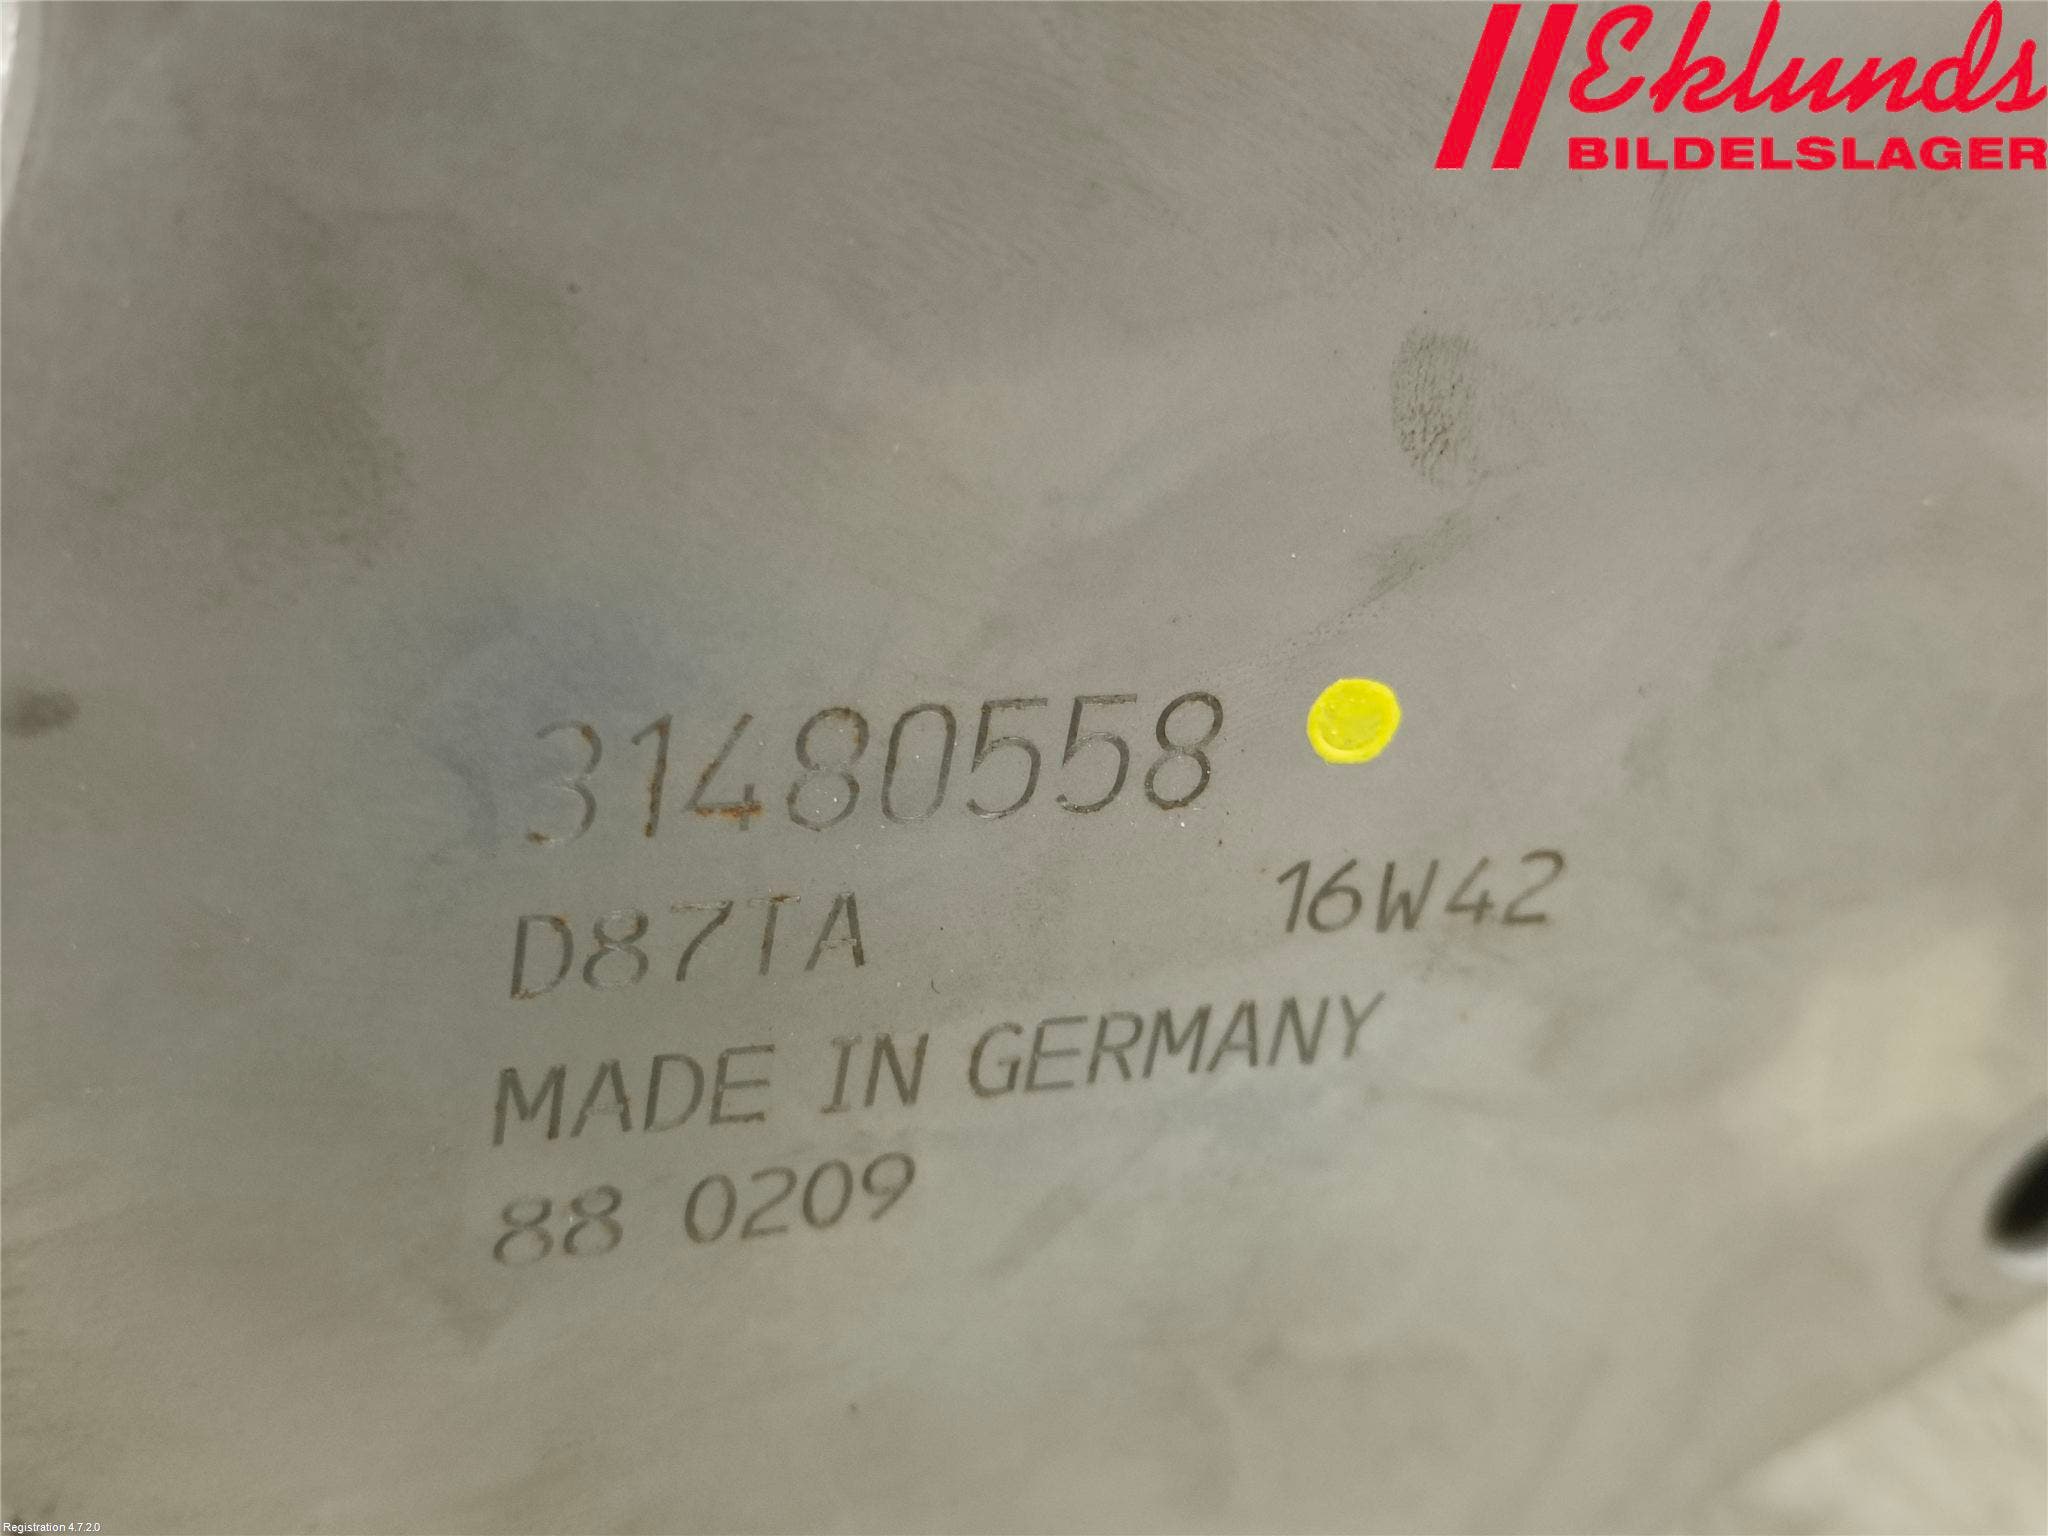 Eklunds
BILDELSLAGER
31480558
D87TA 16W42
MADE IN GERMANY
88 0209
Registration 4.7.2.0